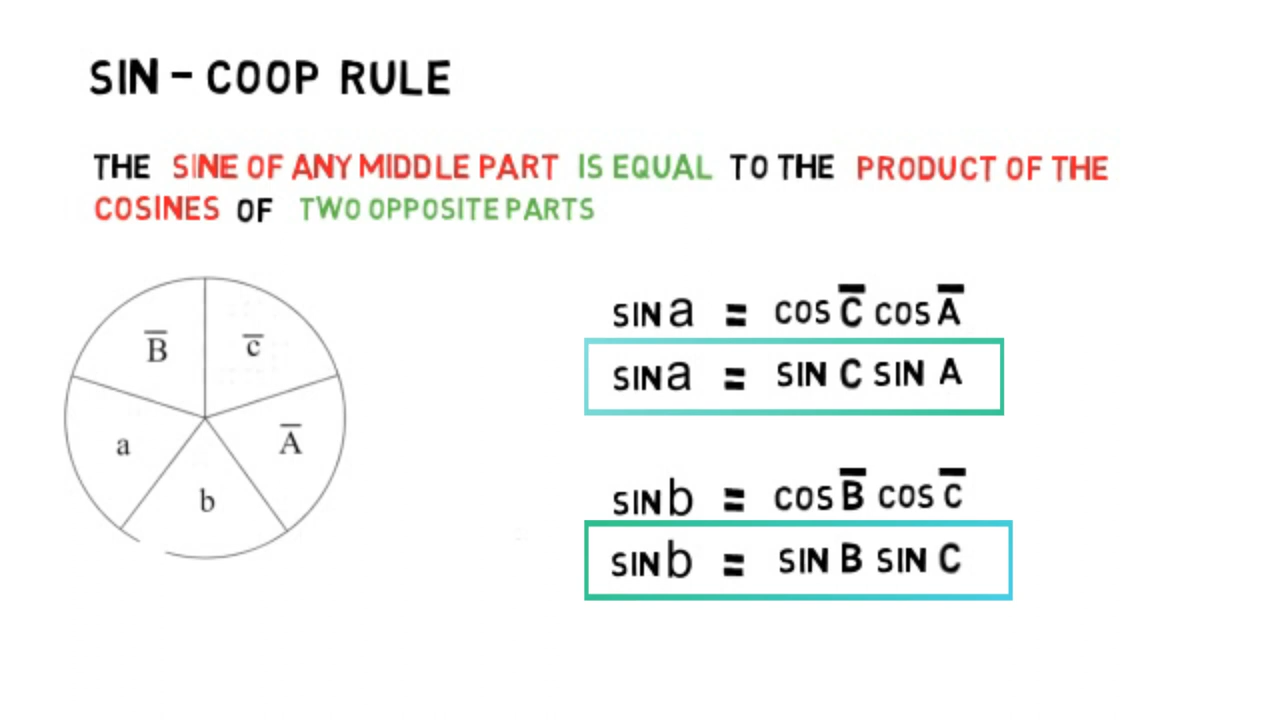 SIN - COOP RULE
THE SINE OF ANY MIDDLE PART IS EQUAL TO THE PRODUCT OF THE
COSINES OF TWO OPPOSITE PARTS
B̅ c̅
a A̅
b
SIN a = COS C̅ COS A̅
SIN a = SIN C SIN A
SIN b = COS B̅ COS c̅
SIN b = SIN B SIN C